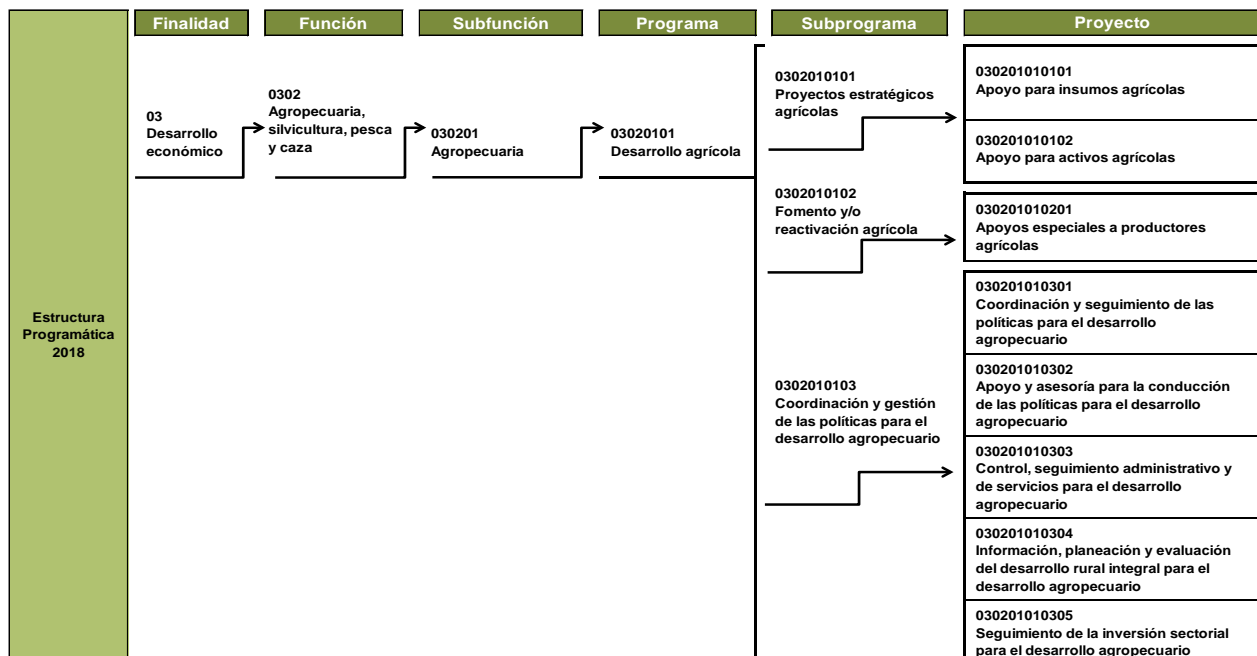 Finalidad
Función
Subfunción
Programa
Subprograma
Proyecto
Estructura
Programática
2018
03
Desarrollo
económico
0302
Agropecuaria,
silvicultura, pesca
y caza
030201
Agropecuaria
03020101
Desarrollo agrícola
0302010101
Proyectos estratégicos
agrícolas
030201010101
Apoyo para insumos agrícolas
030201010102
Apoyo para activos agrícolas
0302010102
Fomento y/o
reactivación agrícola
030201010201
Apoyos especiales a productores
agrícolas
0302010103
Coordinación y gestión
de las políticas para el
desarrollo agropecuario
030201010301
Coordinación y seguimiento de las
políticas para el desarrollo
agropecuario
030201010302
Apoyo y asesoría para la conducción
de las políticas para el desarrollo
agropecuario
030201010303
Control, seguimiento administrativo y
de servicios para el desarrollo
agropecuario
030201010304
Información, planeación y evaluación
del desarrollo rural integral para el
desarrollo agropecuario
030201010305
Seguimiento de la inversión sectorial
para el desarrollo agropecuario